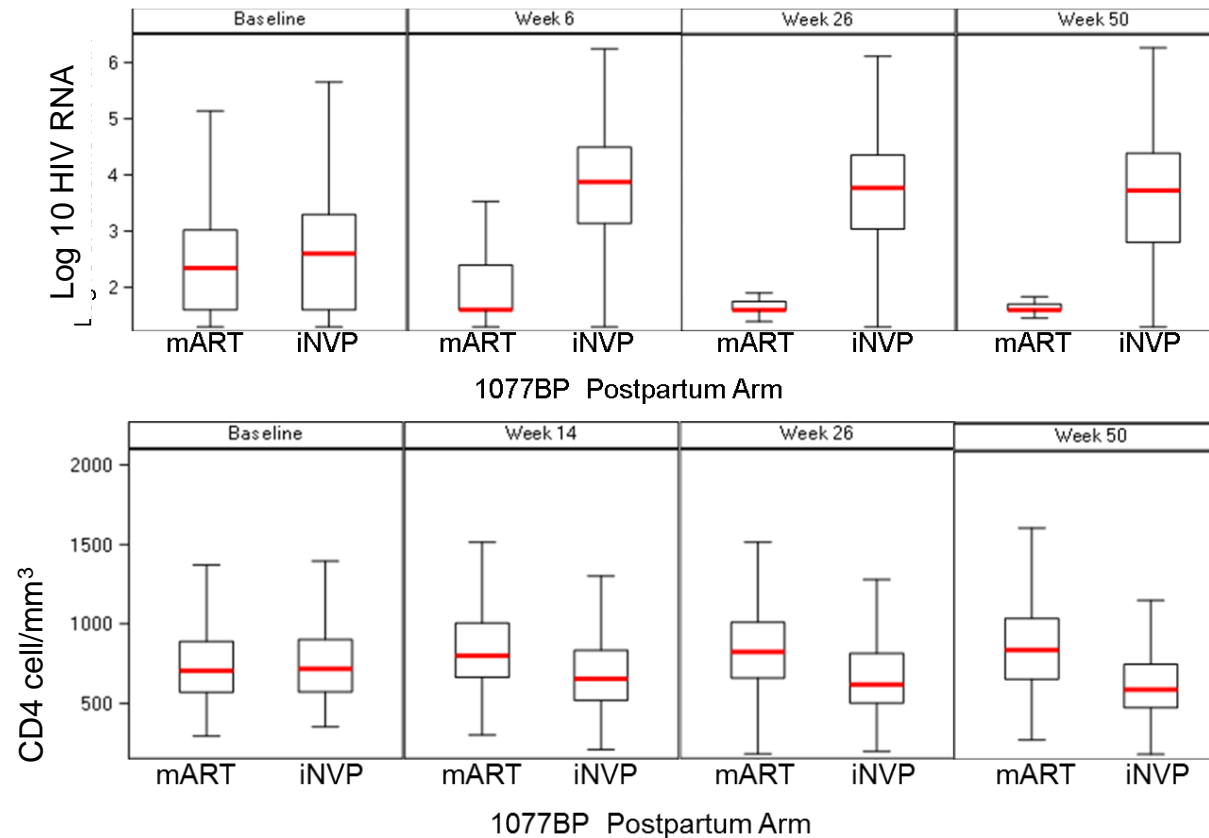 Baseline Week 6 Week 26 Week 50
Log 10 HIV RNA
6
5
4
3
2
mART iNVP mART iNVP mART iNVP mART iNVP
1077BP Postpartum Arm
Baseline Week 14 Week 26 Week 50
CD4 cell/mm³
2000
1500
1000
500
mART iNVP mART iNVP mART iNVP mART iNVP
1077BP Postpartum Arm